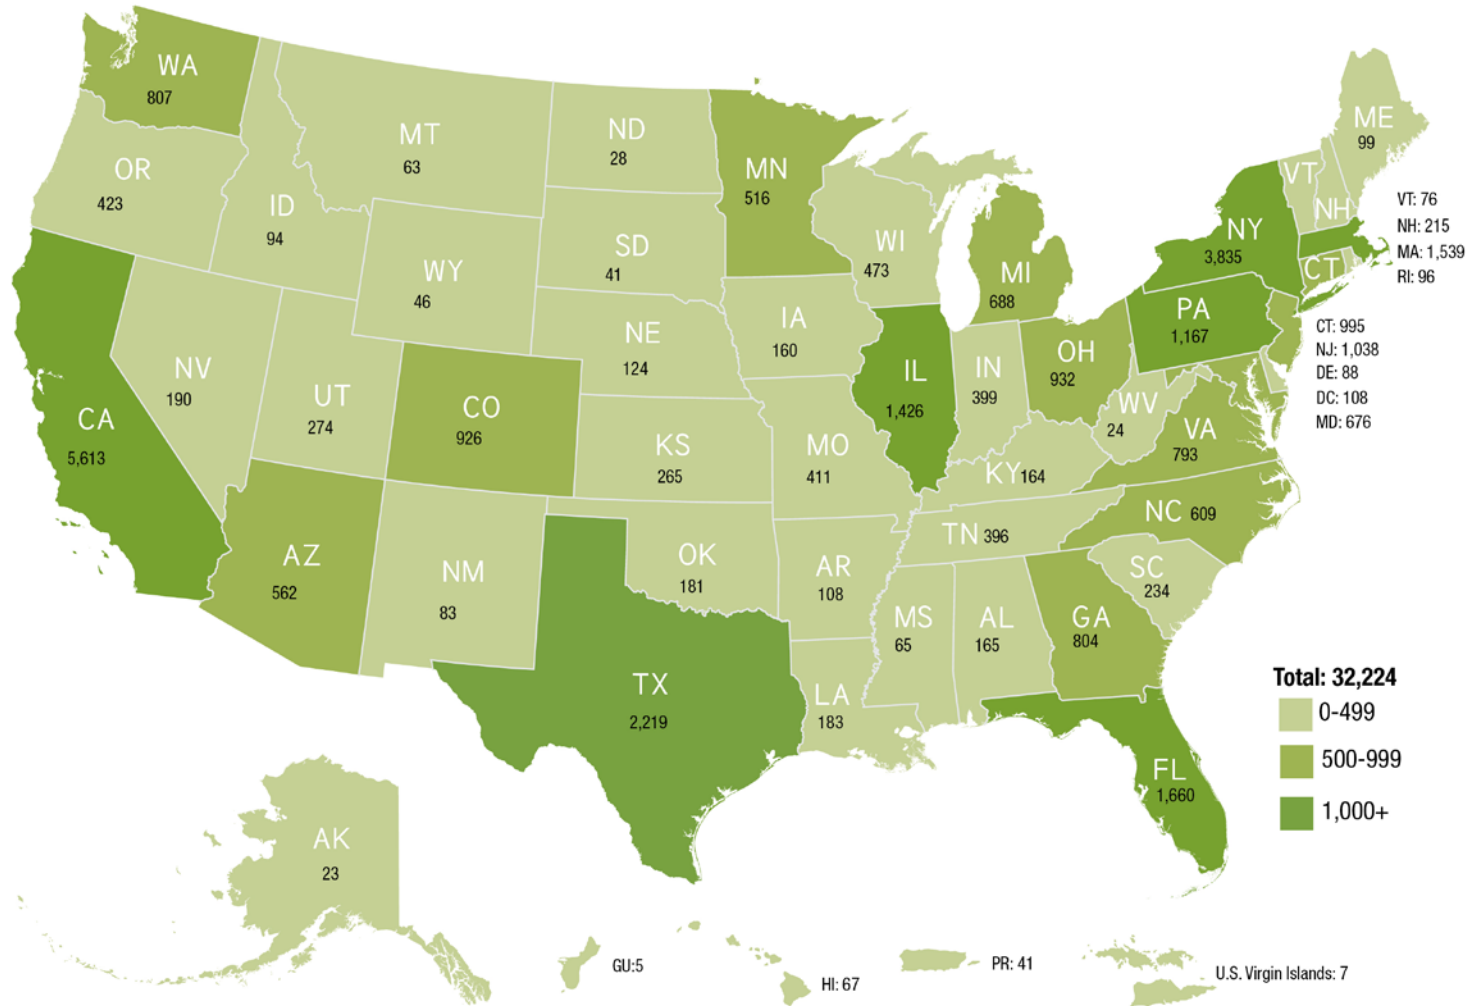 WA
807
OR
423
ID
94
MT
63
ND
28
MN
516
SD
41
WY
46
WI
473
MI
688
NY
3,835
VT
NH
ME
99
VT: 76
NH: 215
MA: 1,539
RI: 96
CT
PA
1,167
CT: 995
NJ: 1,038
DE: 88
DC: 108
MD: 676
CA
5,613
NV
190
UT
274
CO
926
NE
124
IA
160
KS
265
MO
411
IL
1,426
IN
399
OH
932
WV
24
VA
793
KY 164
TN 396
NC 609
SC
234
AZ
562
NM
83
OK
181
AR
108
MS
65
AL
165
GA
804
TX
2,219
LA
183
FL
1,660
Total: 32,224
0-499
500-999
1,000+
AK
23
GU:5
HI: 67
PR: 41
U.S. Virgin Islands: 7